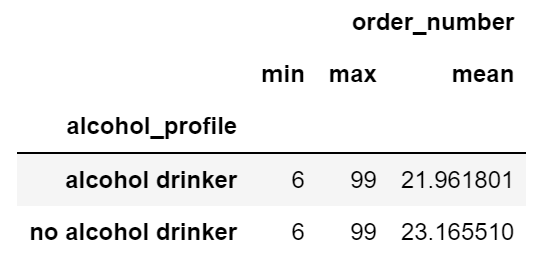 order_number
min max mean
alcohol_profile
alcohol drinker 6 99 21.961801
no alcohol drinker 6 99 23.165510